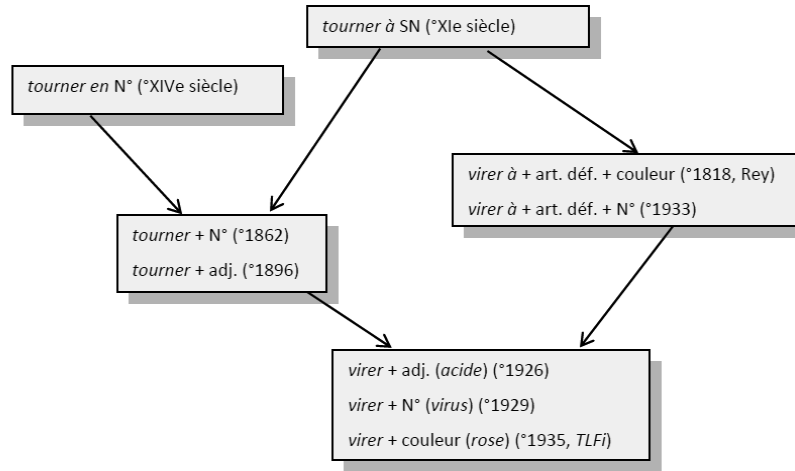 tourner à SN (°XIe siècle)
tourner en N° (°XIVe siècle)
virer à + art. déf. + couleur (°1818, Rey)
virer à + art. déf. + N° (°1933)
tourner + N° (°1862)
tourner + adj. (°1896)
virer + adj. (acide) (°1926)
virer + N° (virus) (°1929)
virer + couleur (rose) (°1935, TLFi)